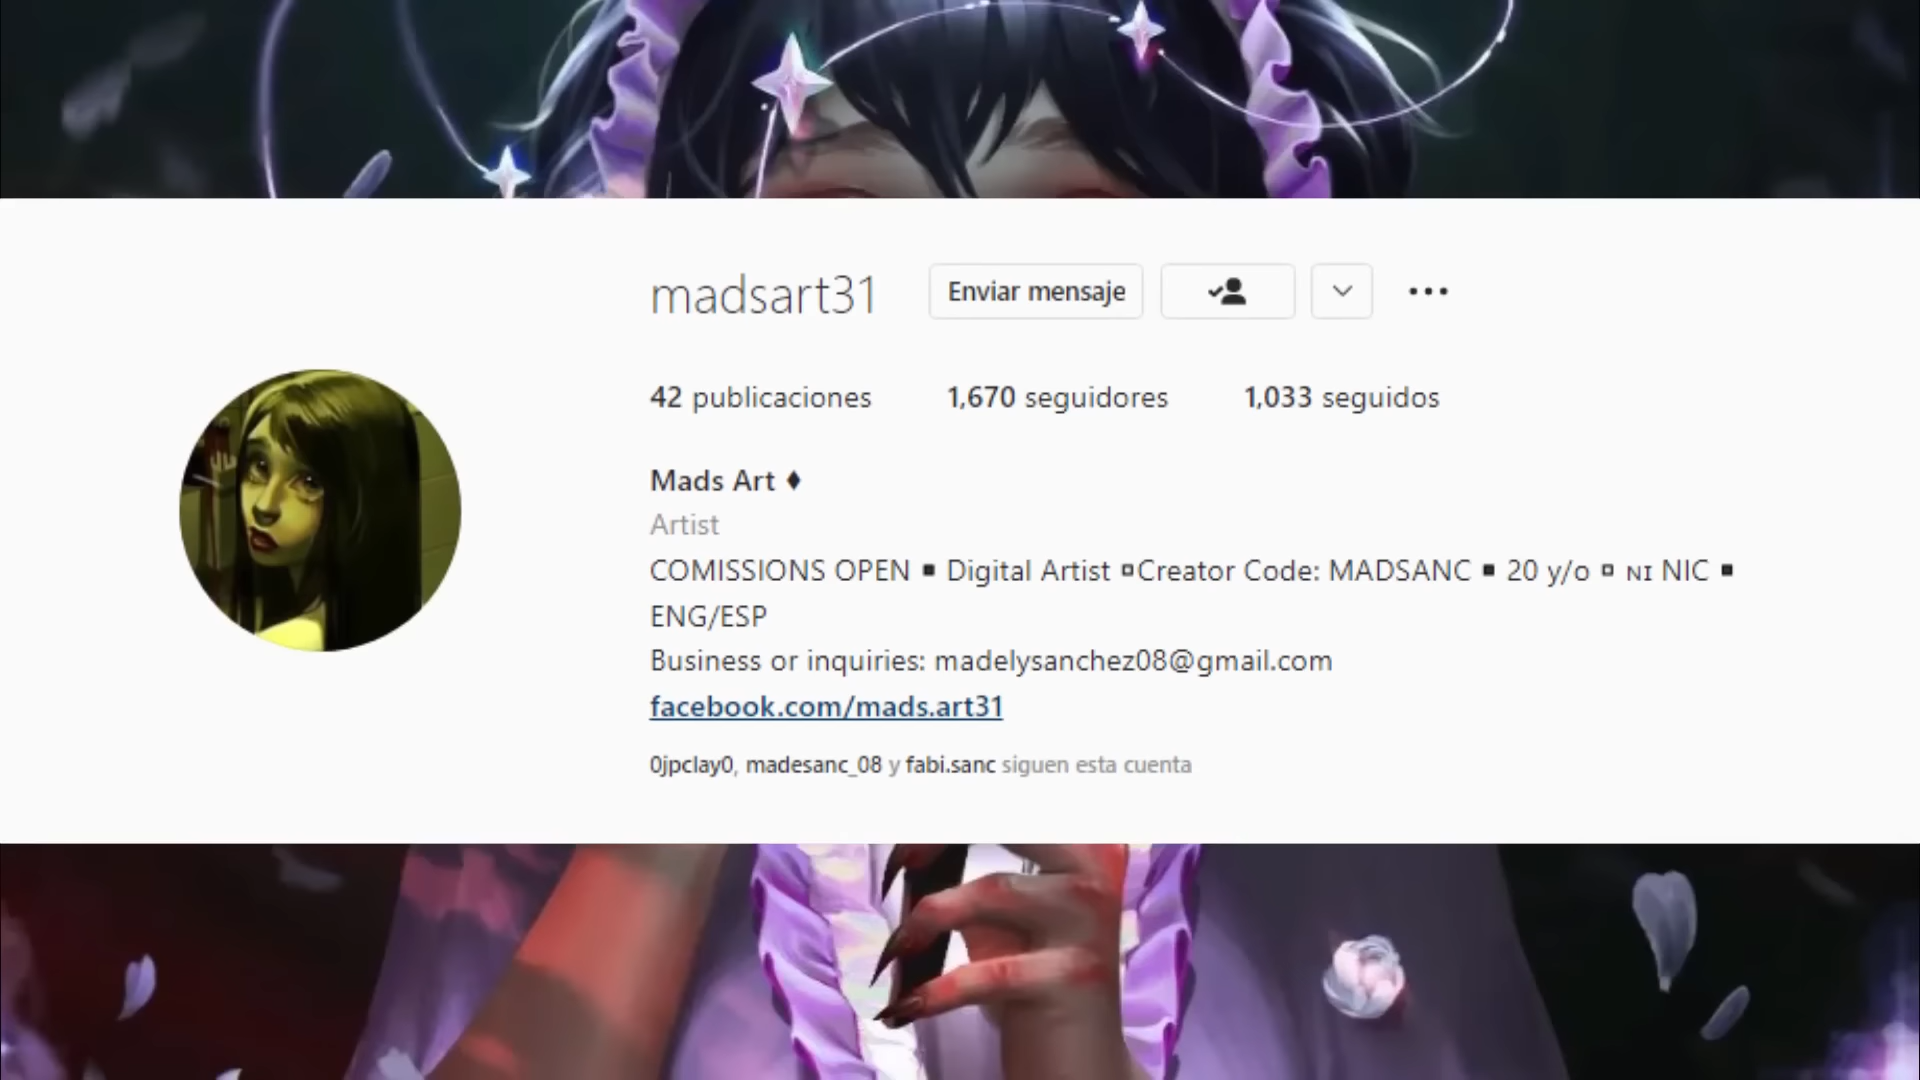 madsart31 Enviar mensaje
42 publicaciones 1,670 seguidores 1,033 seguidos
Mads Art ♦
Artist
COMISSIONS OPEN ▪ Digital Artist ▫Creator Code: MADSANC ▪ 20 y/o ▫ ɴɪ NIC ▪
ENG/ESP
Business or inquiries: madelysanchez08@gmail.com
facebook.com/mads.art31
0jpclay0, madesanc_08 y fabi.sanc siguen esta cuenta